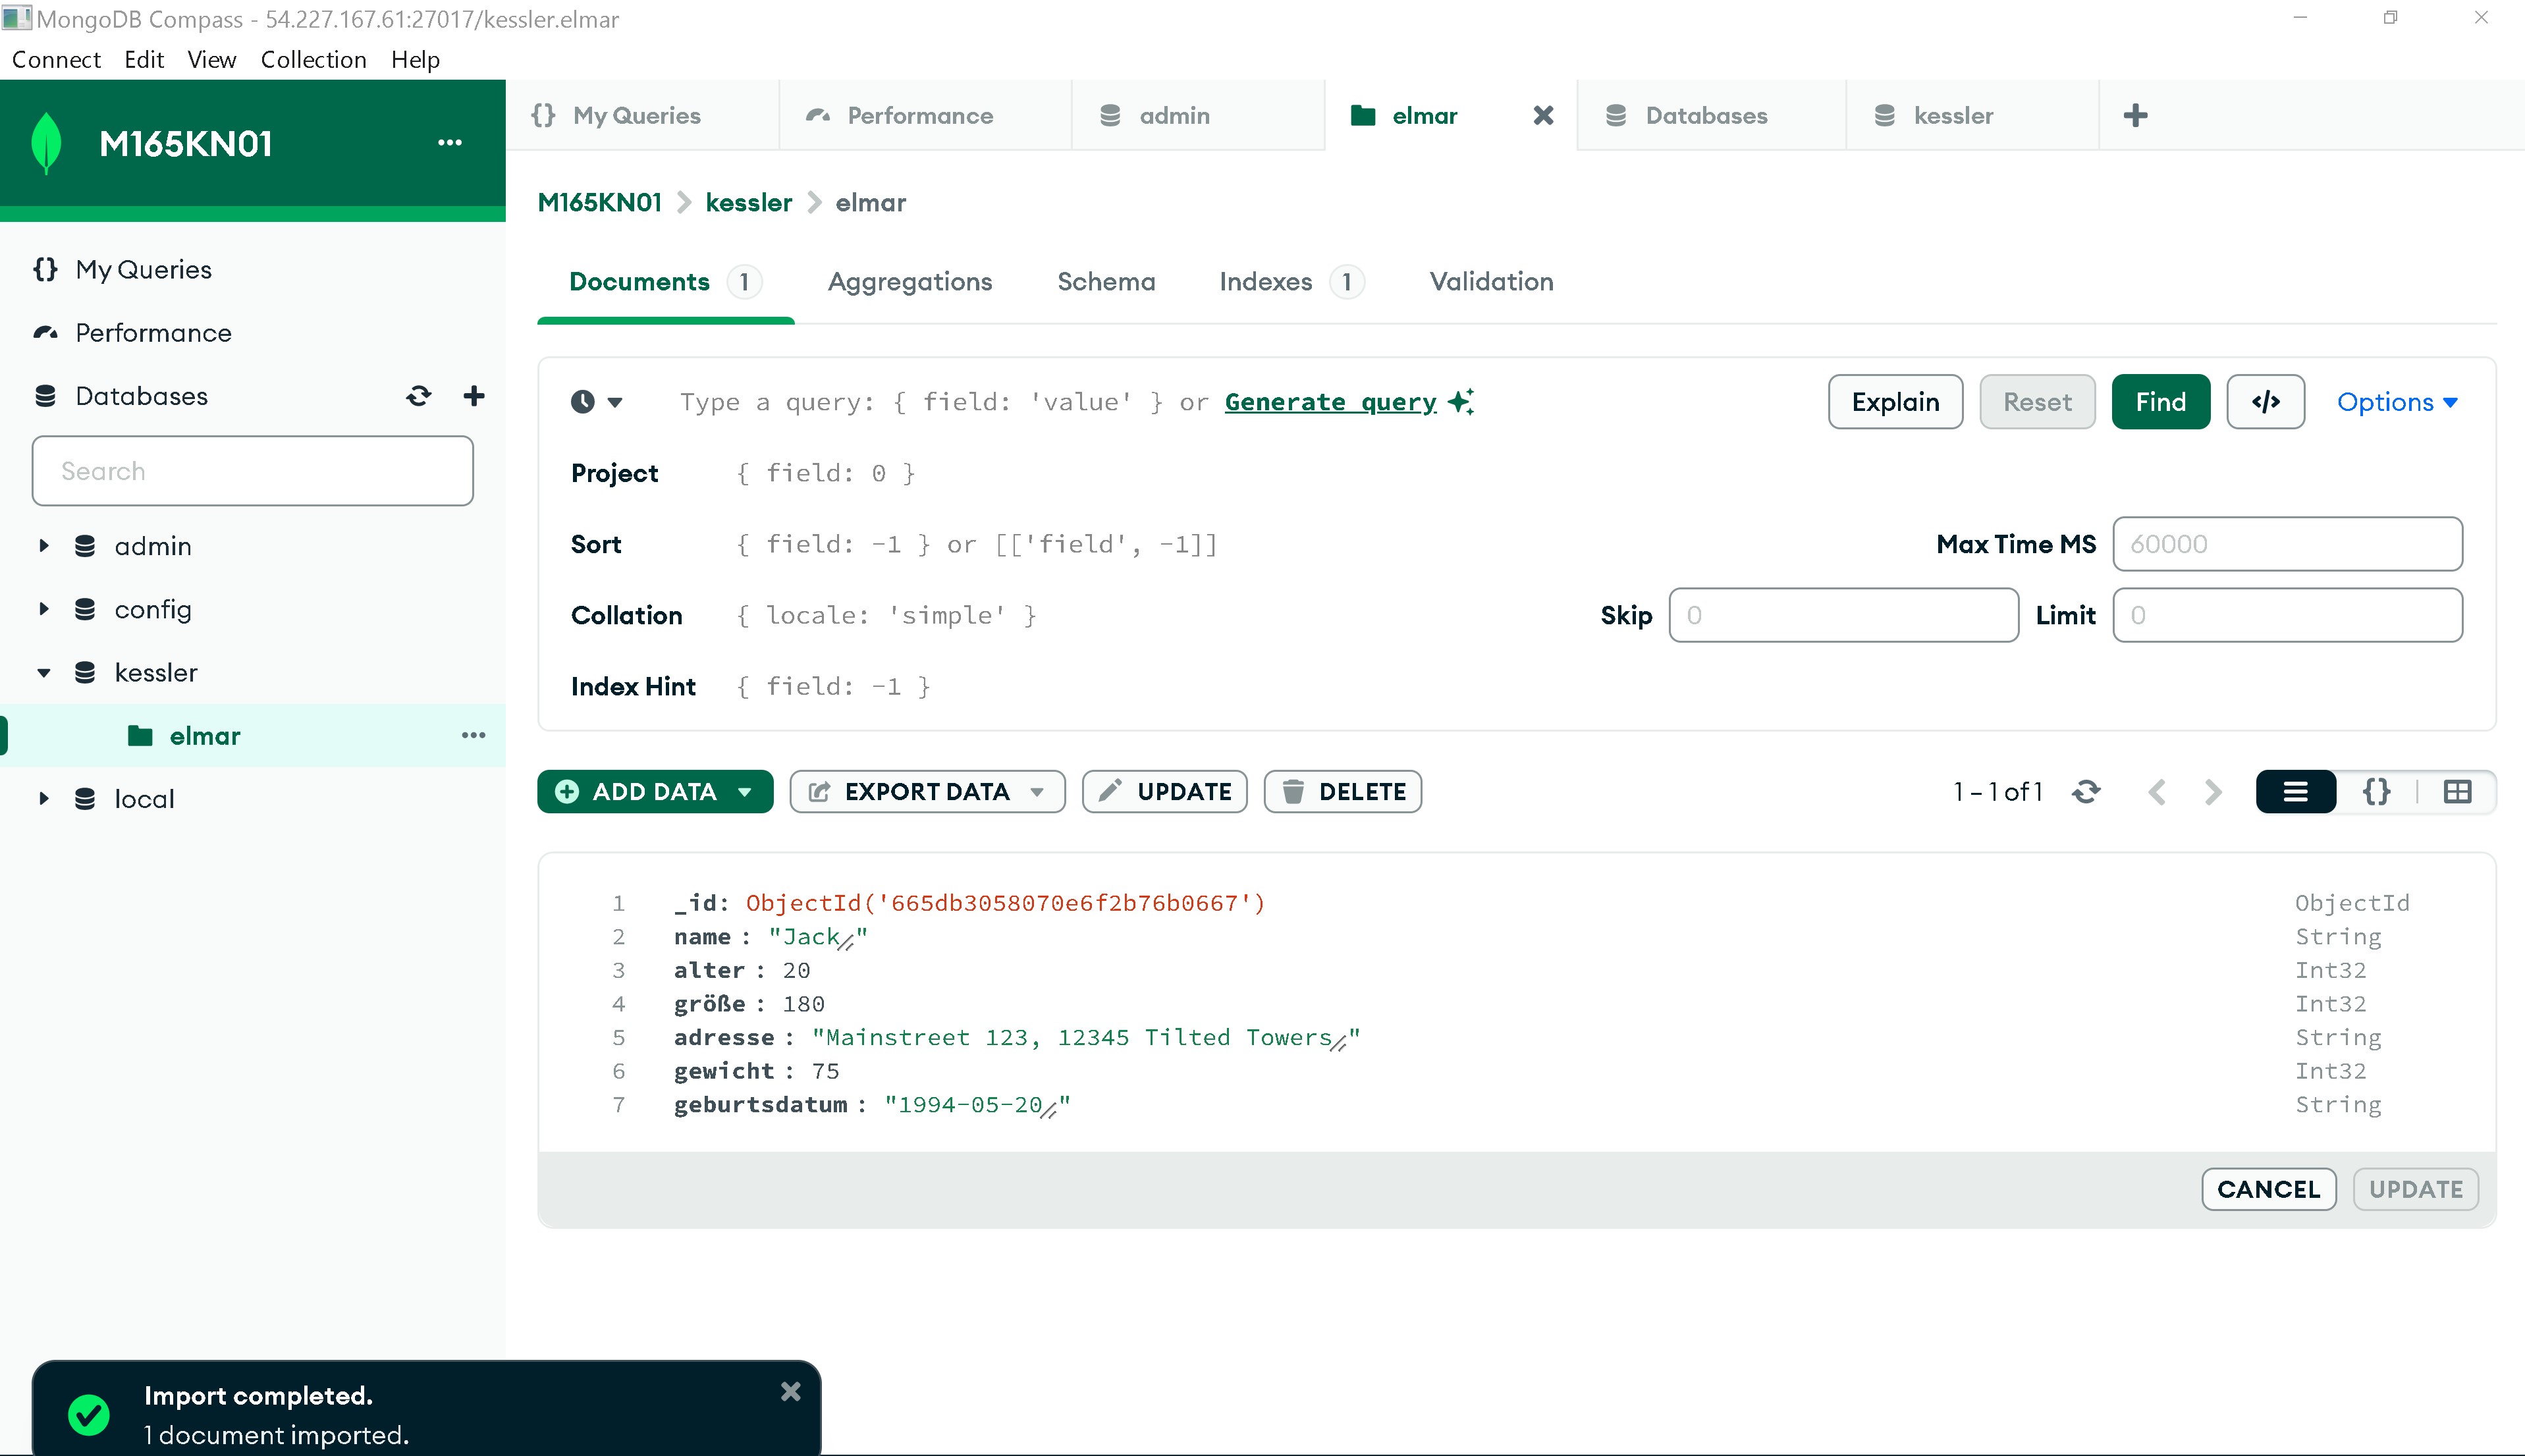 MongoDB Compass - 54.227.167.61:27017/kessler.elmar
Connect Edit View Collection Help
M165KN01
My Queries
Performance
Databases
Search
admin
config
kessler
elmar
local
My Queries Performance admin elmar Databases kessler
M165KN01 > kessler > elmar
Documents 1 Aggregations Schema Indexes 1 Validation
Type a query: { field: 'value' } or Generate query Explain Reset Find </> Options
Project { field: 0 }
Sort { field: -1 } or [['field', -1]] Max Time MS 60000
Collation { locale: 'simple' } Skip 0 Limit 0
Index Hint { field: -1 }
ADD DATA EXPORT DATA UPDATE DELETE 1 – 1 of 1 {}
1 _id: ObjectId('665db3058070e6f2b76b0667') ObjectId
2 name : "Jack" String
3 alter : 20 Int32
4 größe : 180 Int32
5 adresse : "Mainstreet 123, 12345 Tilted Towers" String
6 gewicht : 75 Int32
7 geburtsdatum : "1994-05-20" String
CANCEL UPDATE
Import completed.
1 document imported.